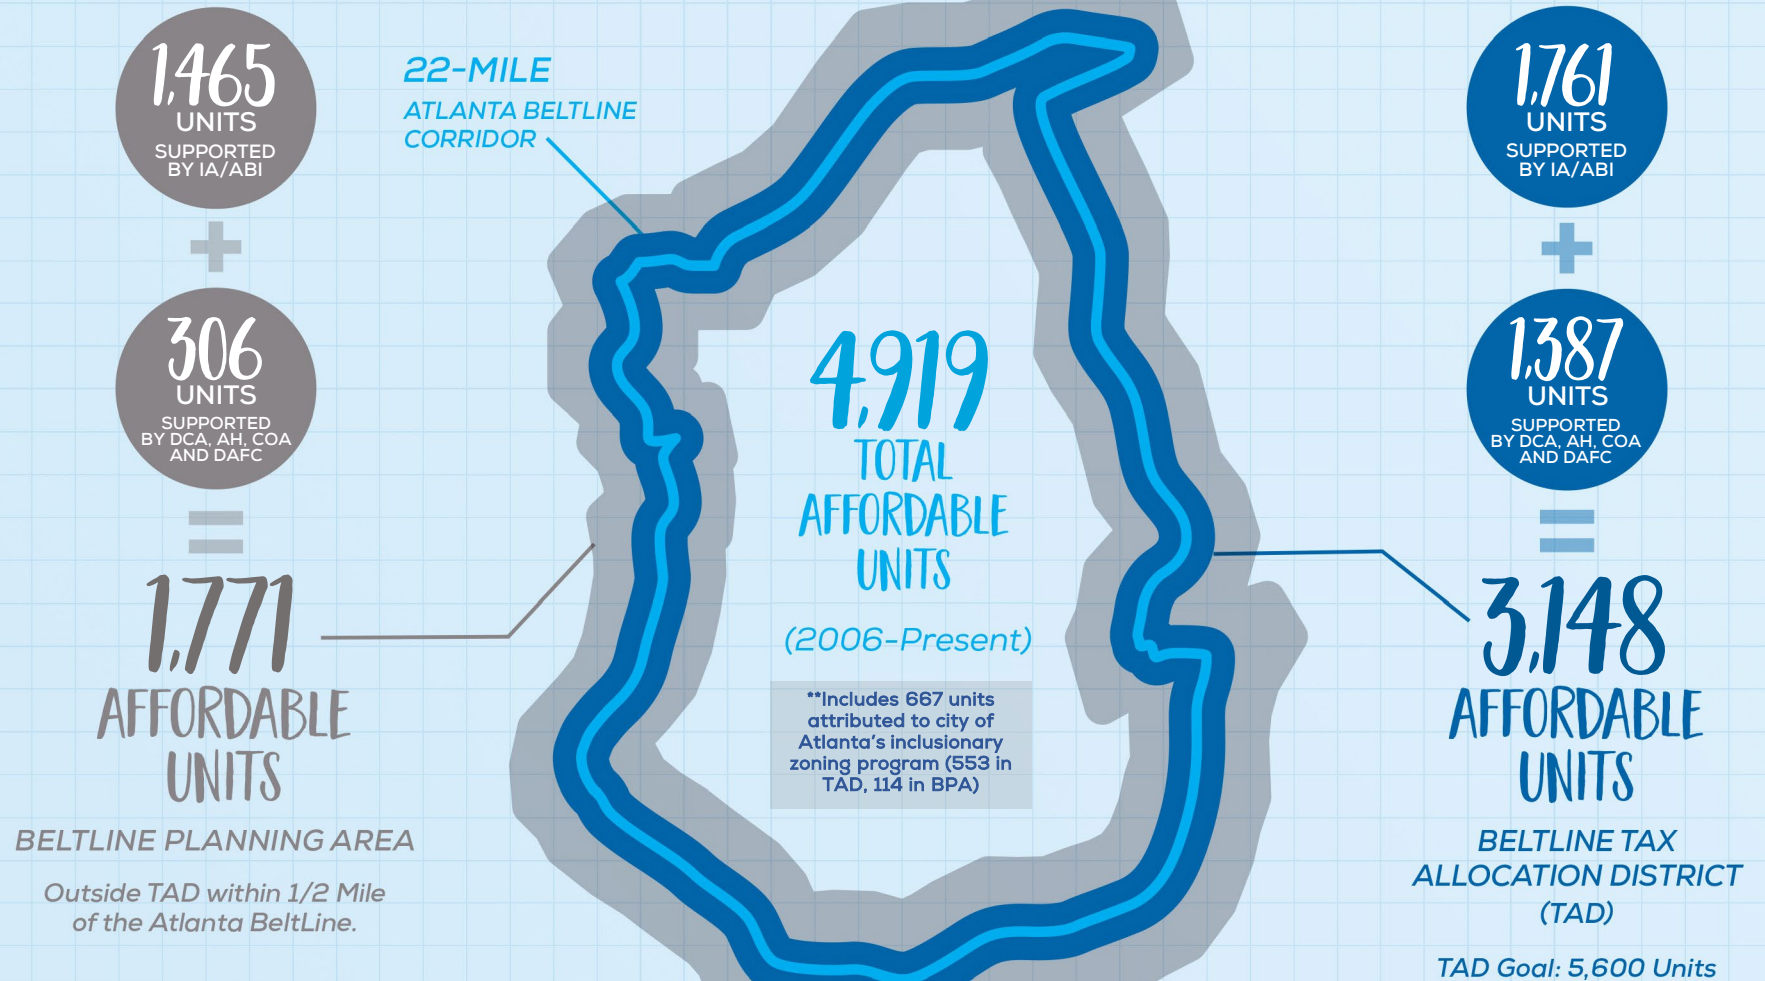 1,465
UNITS
SUPPORTED
BY IA/ABI
306
UNITS
SUPPORTED
BY DCA, AH, COA
AND DAFC
1,771
AFFORDABLE
UNITS
BELTLINE PLANNING AREA
Outside TAD within 1/2 Mile
of the Atlanta BeltLine.
22-MILE
ATLANTA BELTLINE
CORRIDOR
4,919
TOTAL
AFFORDABLE
UNITS
(2006-Present)
**Includes 667 units
attributed to city of
Atlanta's inclusionary
zoning program (553 in
TAD, 114 in BPA)
1,761
UNITS
SUPPORTED
BY IA/ABI
1,387
UNITS
SUPPORTED
BY DCA, AH, COA
AND DAFC
3,148
AFFORDABLE
UNITS
BELTLINE TAX
ALLOCATION DISTRICT
(TAD)
TAD Goal: 5,600 Units